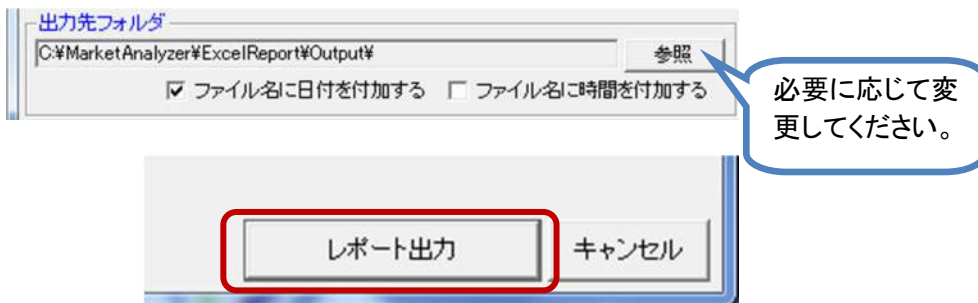 出力先フォルダ
C:¥MarketAnalyzer¥ExcelReport¥Output¥
参照
ファイル名に日付を付加する
ファイル名に時間を付加する
必要に応じて変
更してください。
レポート出力
キャンセル